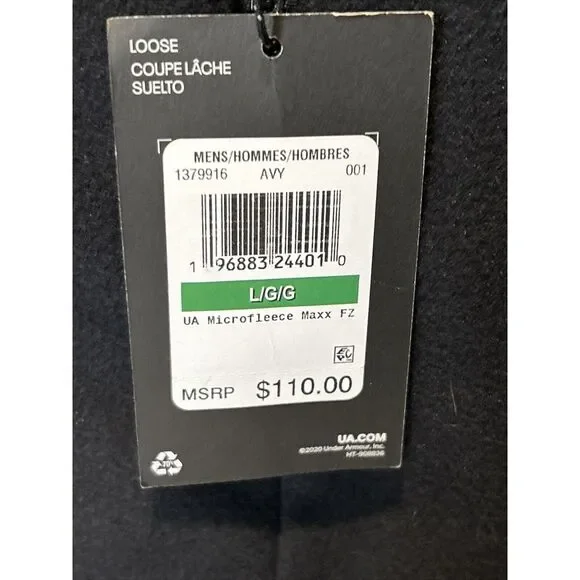 LOOSE
COUPE LÂCHE
SUELTO
MENS/HOMMES/HOMBRES
1379916 AVY 001
1 96883 24401 0
L/G/G
UA Microfleece Maxx FZ
MSRP $110.00
UA.COM
©2020 Under Armour, Inc.